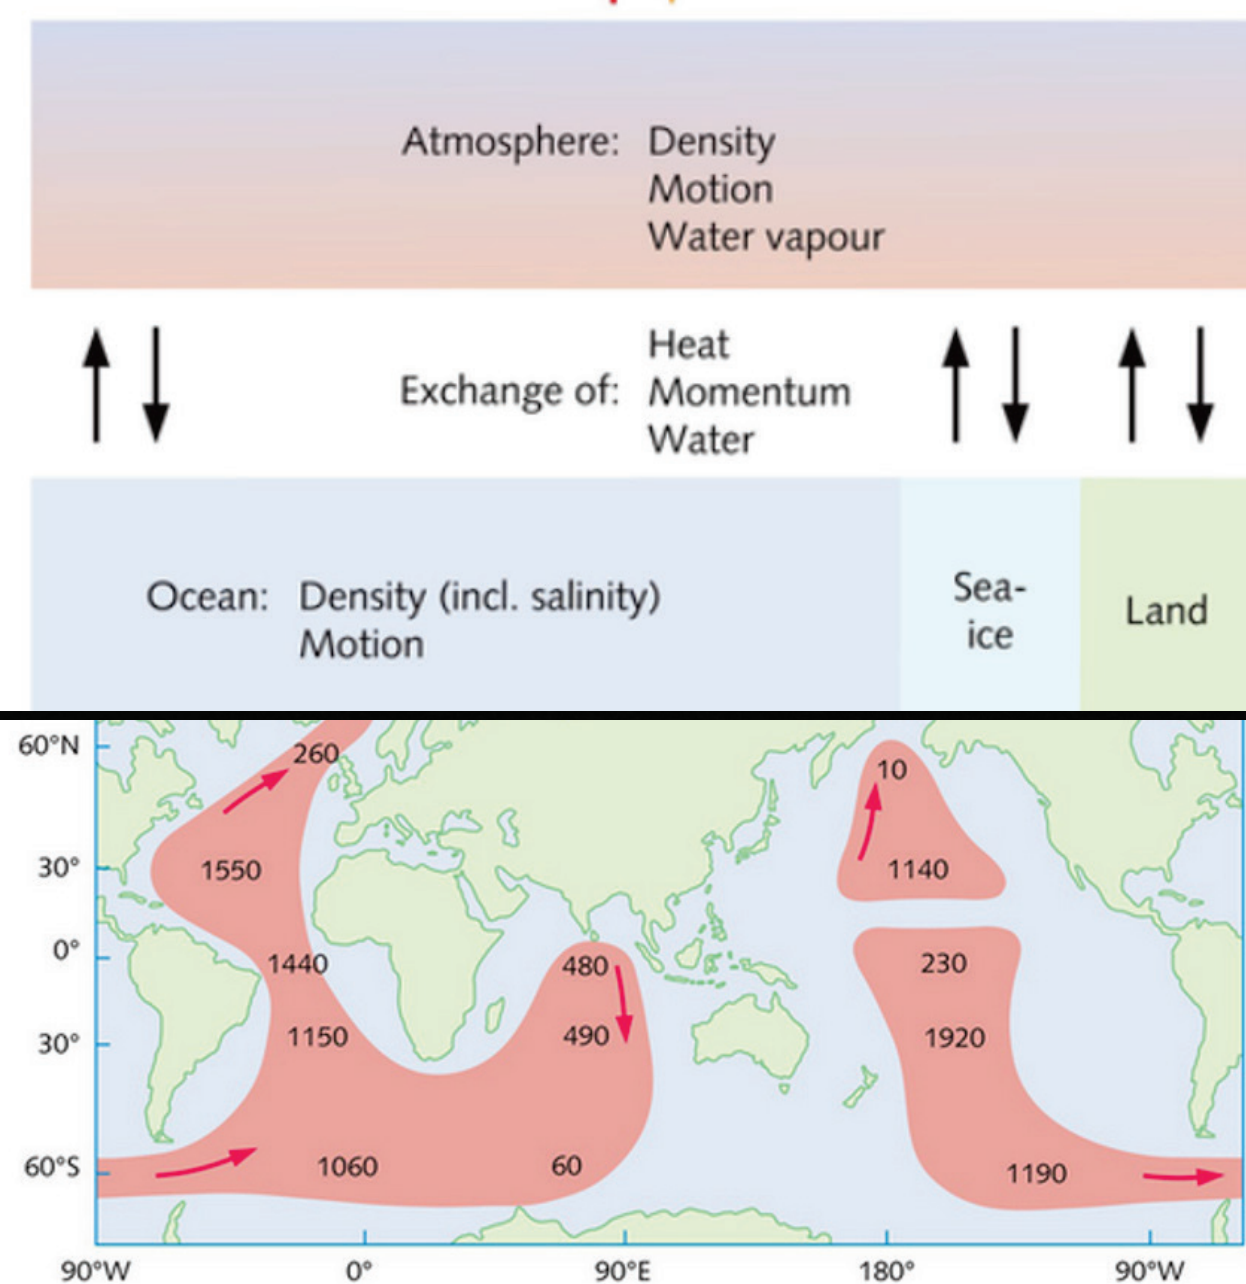 Atmosphere: Density
Motion
Water vapour
Heat
Exchange of: Momentum
Water
Ocean: Density (incl. salinity)
Motion
Sea-
ice
Land
60°N
260
10
30°
1550
1140
0°
1440
480
230
30°
1150
490
1920
60°S
1060
60
1190
90°W
0°
90°E
180°
90°W